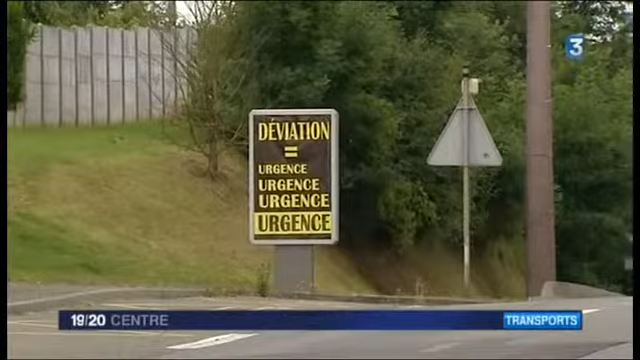 3
DÉVIATION
=
URGENCE
URGENCE
URGENCE
URGENCE
19/20 CENTRE
TRANSPORTS